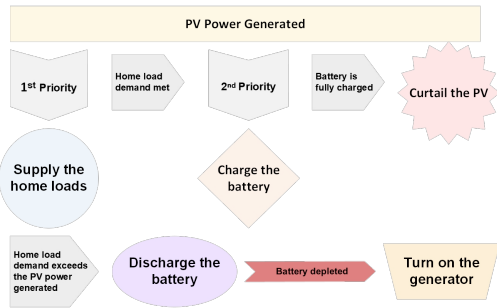 PV Power Generated
1st Priority
Home load
demand met
2nd Priority
Battery is
fully charged
Curtail the PV
Supply the
home loads
Charge the
battery
Home load
demand exceeds
the PV power
generated
Discharge the
battery
Battery depleted
Turn on the
generator